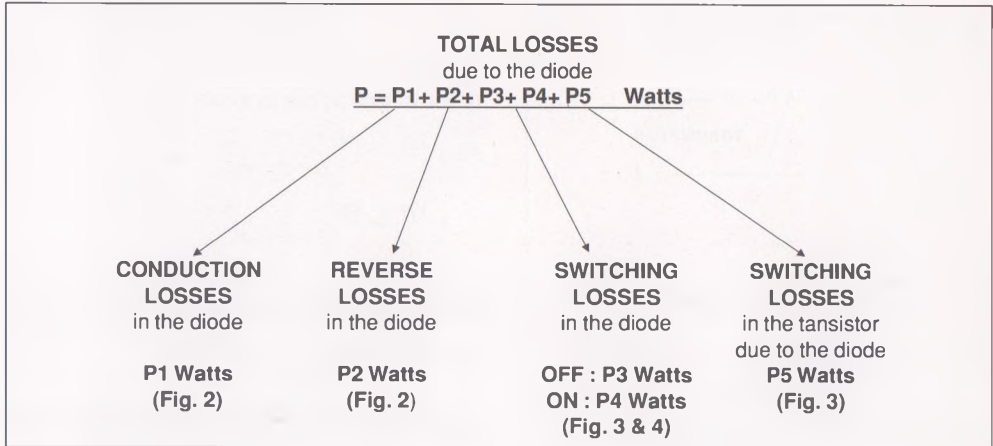 TOTAL LOSSES
due to the diode
P = P1+ P2+ P3+ P4+ P5 Watts
CONDUCTION
LOSSES
in the diode
P1 Watts
(Fig. 2)
REVERSE
LOSSES
in the diode
P2 Watts
(Fig. 2)
SWITCHING
LOSSES
in the diode
OFF : P3 Watts
ON : P4 Watts
(Fig. 3 & 4)
SWITCHING
LOSSES
in the tansistor
due to the diode
P5 Watts
(Fig. 3)